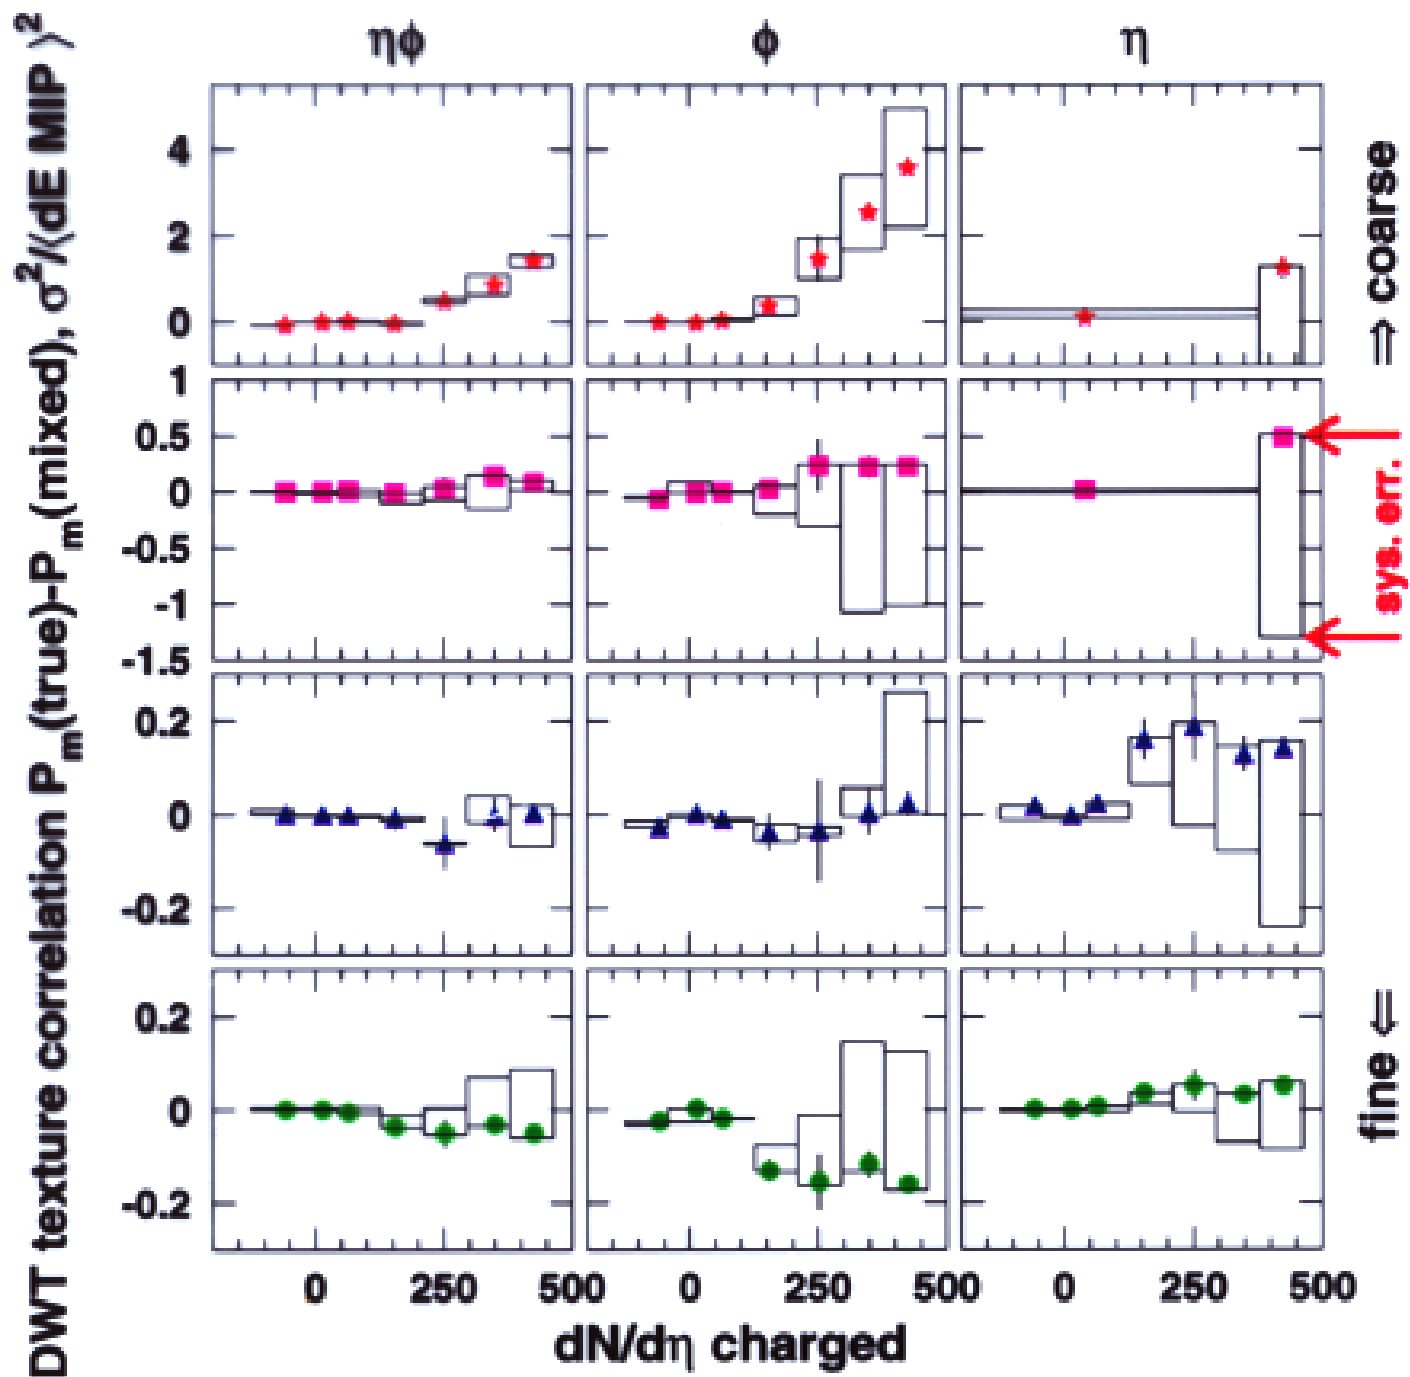 DWT texture correlation Pm(true)-Pm(mixed), σ²/⟨dE MIP⟩²
ηϕ ϕ η
4
2
0
1
0.5
0
-0.5
-1
-1.5
0.2
0
-0.2
0.2
0
-0.2
0 250 500 0 250 500 0 250 500
dN/dη charged
⇒ coarse
sys. err.
fine ⇐